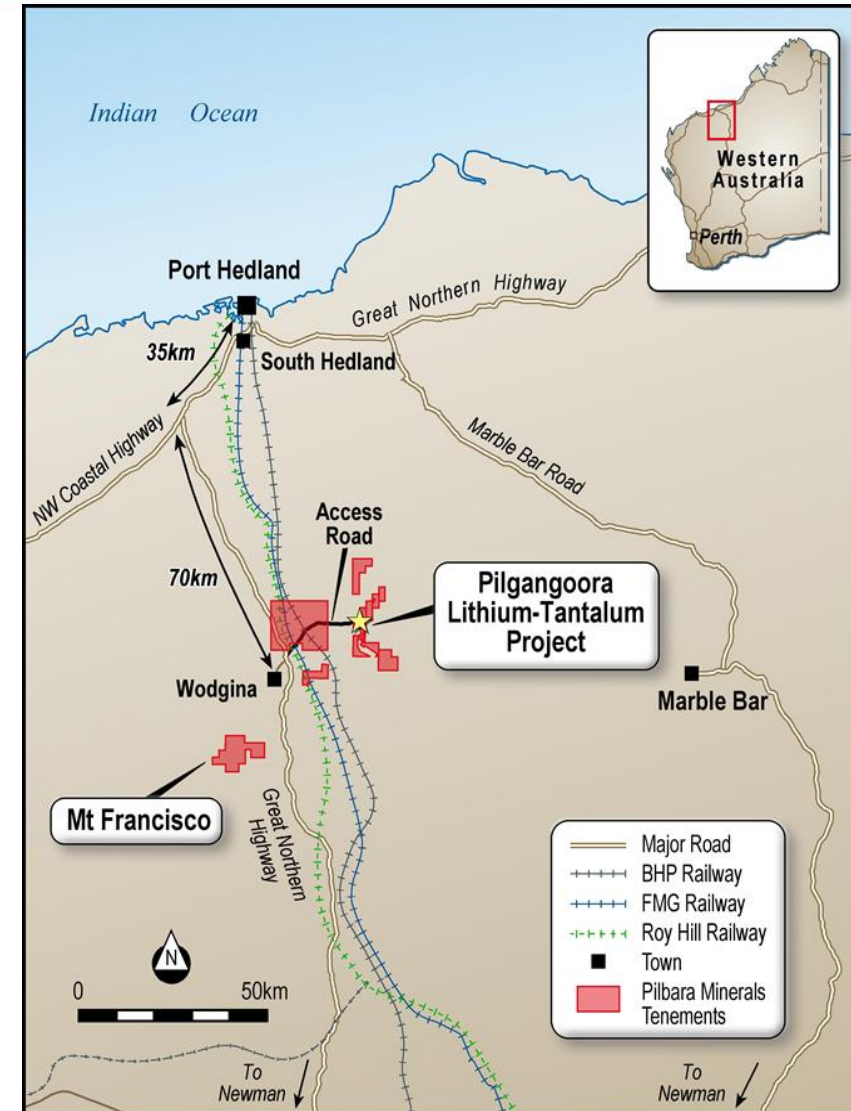 Indian Ocean
Western
Australia
Perth
Port Hedland
Great Northern Highway
35km
South Hedland
NW Coastal Highway
Marble Bar Road
Access
Road
70km
Pilgangoora
Lithium-Tantalum
Project
Wodgina
Marble Bar
Mt Francisco
Great Northern
Highway
Major Road
BHP Railway
FMG Railway
Roy Hill Railway
Town
Pilbara Minerals
Tenements
N
0 50km
To
Newman
To
Newman